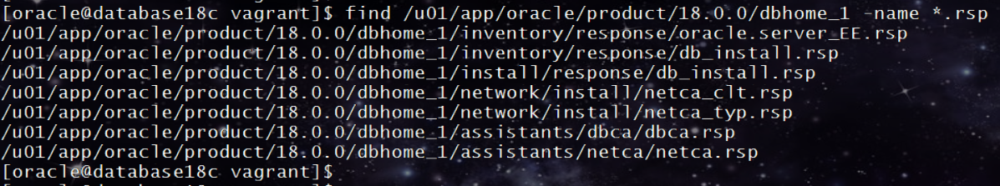 [oracle@database18c vagrant]$ find /u01/app/oracle/product/18.0.0/dbhome_1 -name *.rsp
/u01/app/oracle/product/18.0.0/dbhome_1/inventory/response/oracle.server_EE.rsp
/u01/app/oracle/product/18.0.0/dbhome_1/inventory/response/db_install.rsp
/u01/app/oracle/product/18.0.0/dbhome_1/install/response/db_install.rsp
/u01/app/oracle/product/18.0.0/dbhome_1/network/install/netca_clt.rsp
/u01/app/oracle/product/18.0.0/dbhome_1/network/install/netca_typ.rsp
/u01/app/oracle/product/18.0.0/dbhome_1/assistants/dbca/dbca.rsp
/u01/app/oracle/product/18.0.0/dbhome_1/assistants/netca/netca.rsp
[oracle@database18c vagrant]$
[oracle@database18c vagrant]$